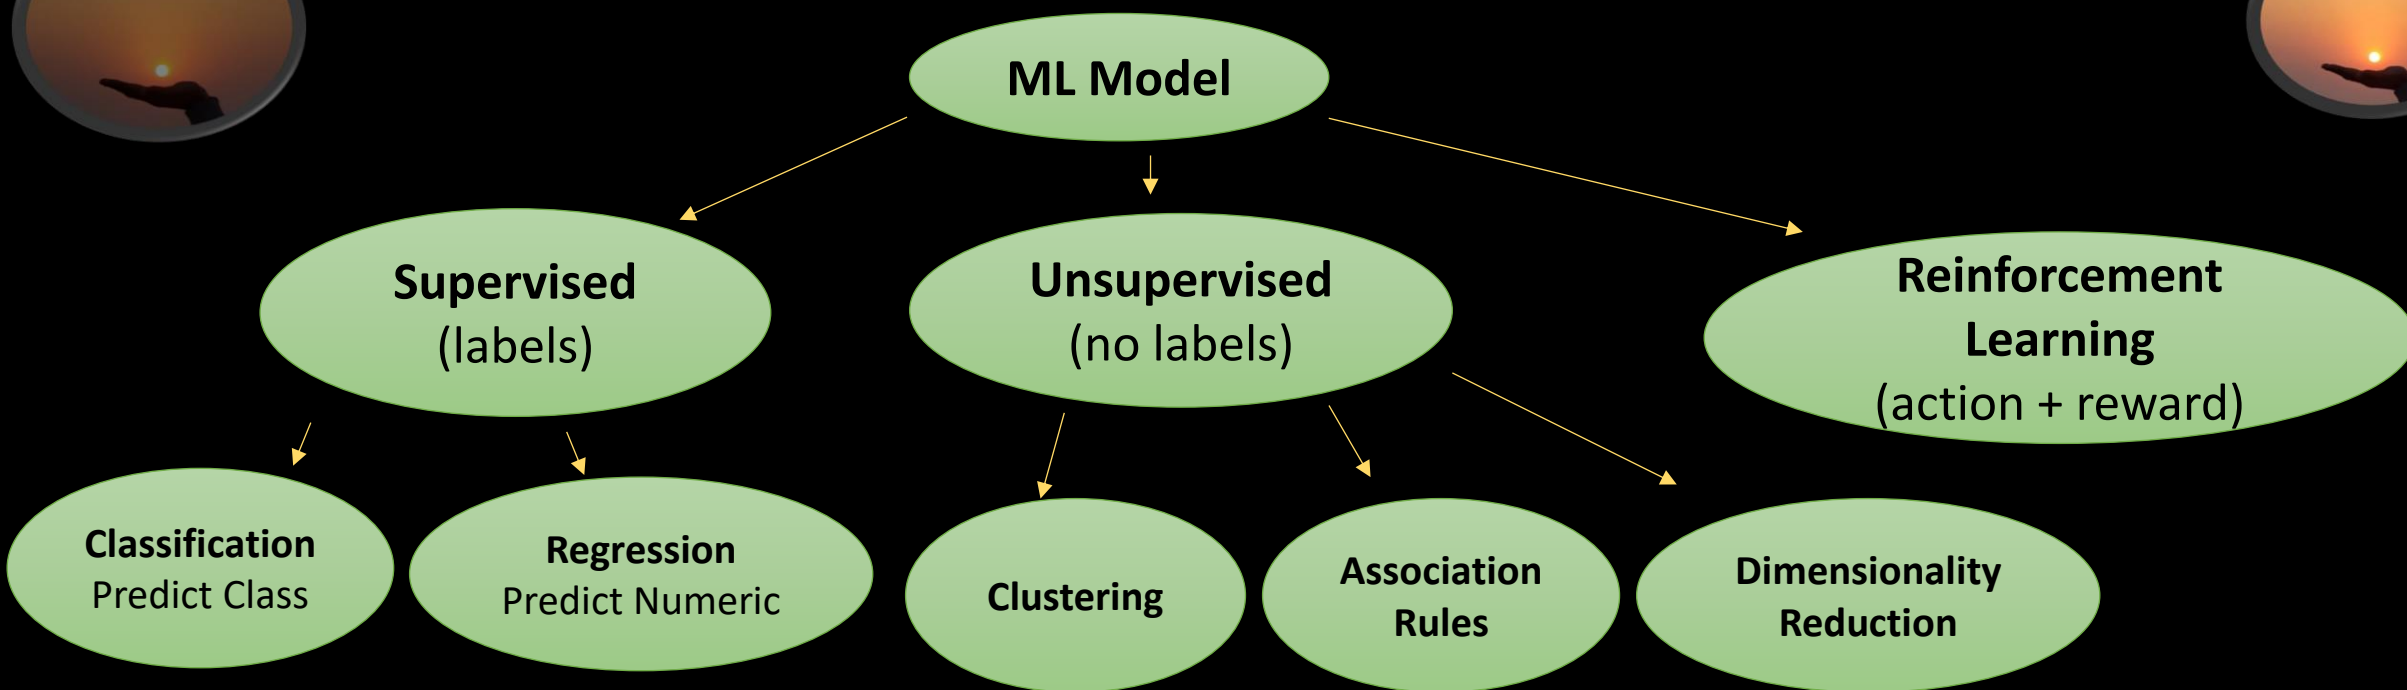 ML Model
Supervised
(labels)
Unsupervised
(no labels)
Reinforcement
Learning
(action + reward)
Classification
Predict Class
Regression
Predict Numeric
Clustering
Association
Rules
Dimensionality
Reduction